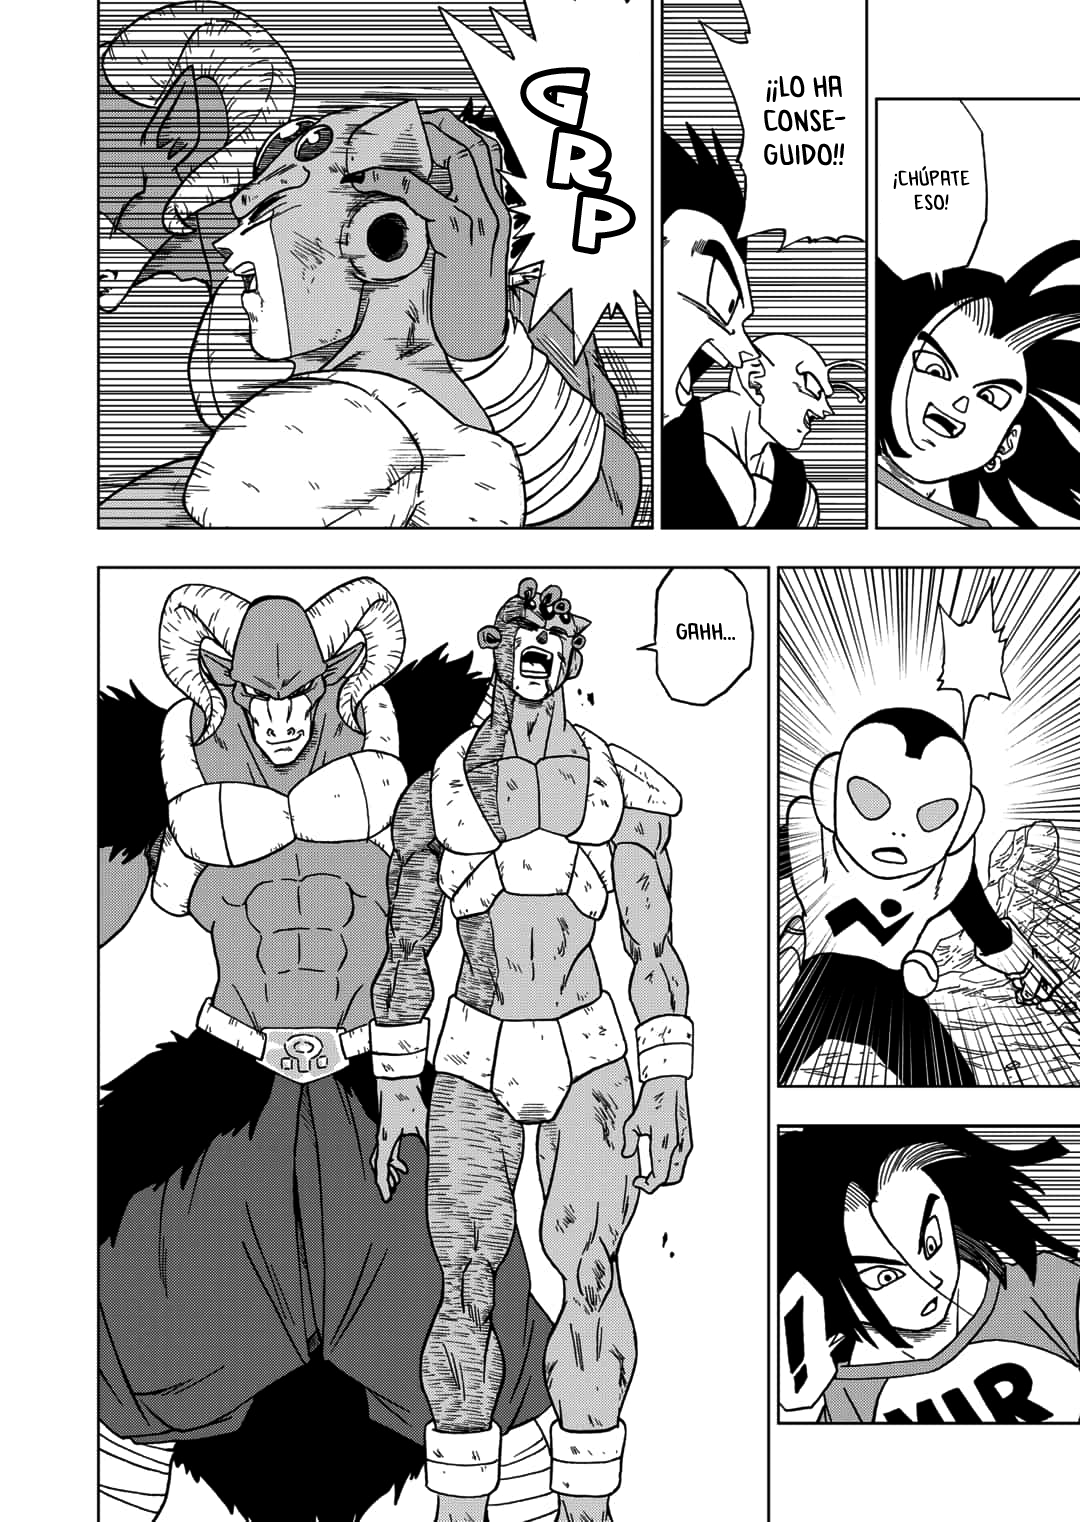 ¡CHÚPATE
ESO!
¡¡LO HA
CONSE-
GUIDO!!
GRP
GAHH...
!
MIR